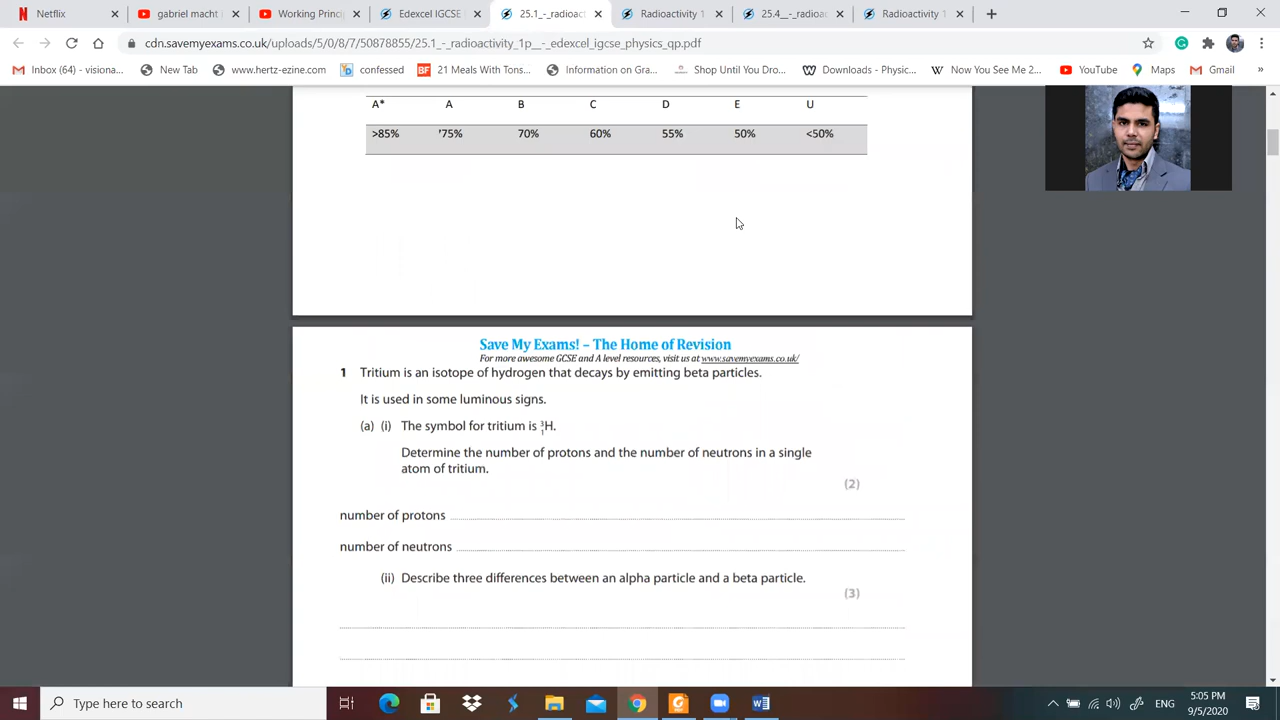 Netflix
gabriel macht
Working Princip
Edexcel IGCSE
25.1_-_radioact
Radioactivity 1
25.4_-_radioac
Radioactivity 1
cdn.savemyexams.co.uk/uploads/5/0/8/7/50878855/25.1_-_radioactivity_1p__-_edexcel_igcse_physics_qp.pdf
Inbox (64) - visiona...
New Tab
www.hertz-ezine.com
confessed
21 Meals With Tons...
Information on Gra...
Shop Until You Dro...
Downloads - Physic...
Now You See Me 2...
YouTube
Maps
Gmail
»
A* A B C D E U
>85% '75% 70% 60% 55% 50% <50%
Save My Exams! – The Home of Revision
For more awesome GCSE and A level resources, visit us at www.savemyexams.co.uk/
1 Tritium is an isotope of hydrogen that decays by emitting beta particles.
It is used in some luminous signs.
(a) (i) The symbol for tritium is ³₁H.
Determine the number of protons and the number of neutrons in a single
atom of tritium.
(2)
number of protons
number of neutrons
(ii) Describe three differences between an alpha particle and a beta particle.
(3)
Type here to search
ENG
5:05 PM
9/5/2020